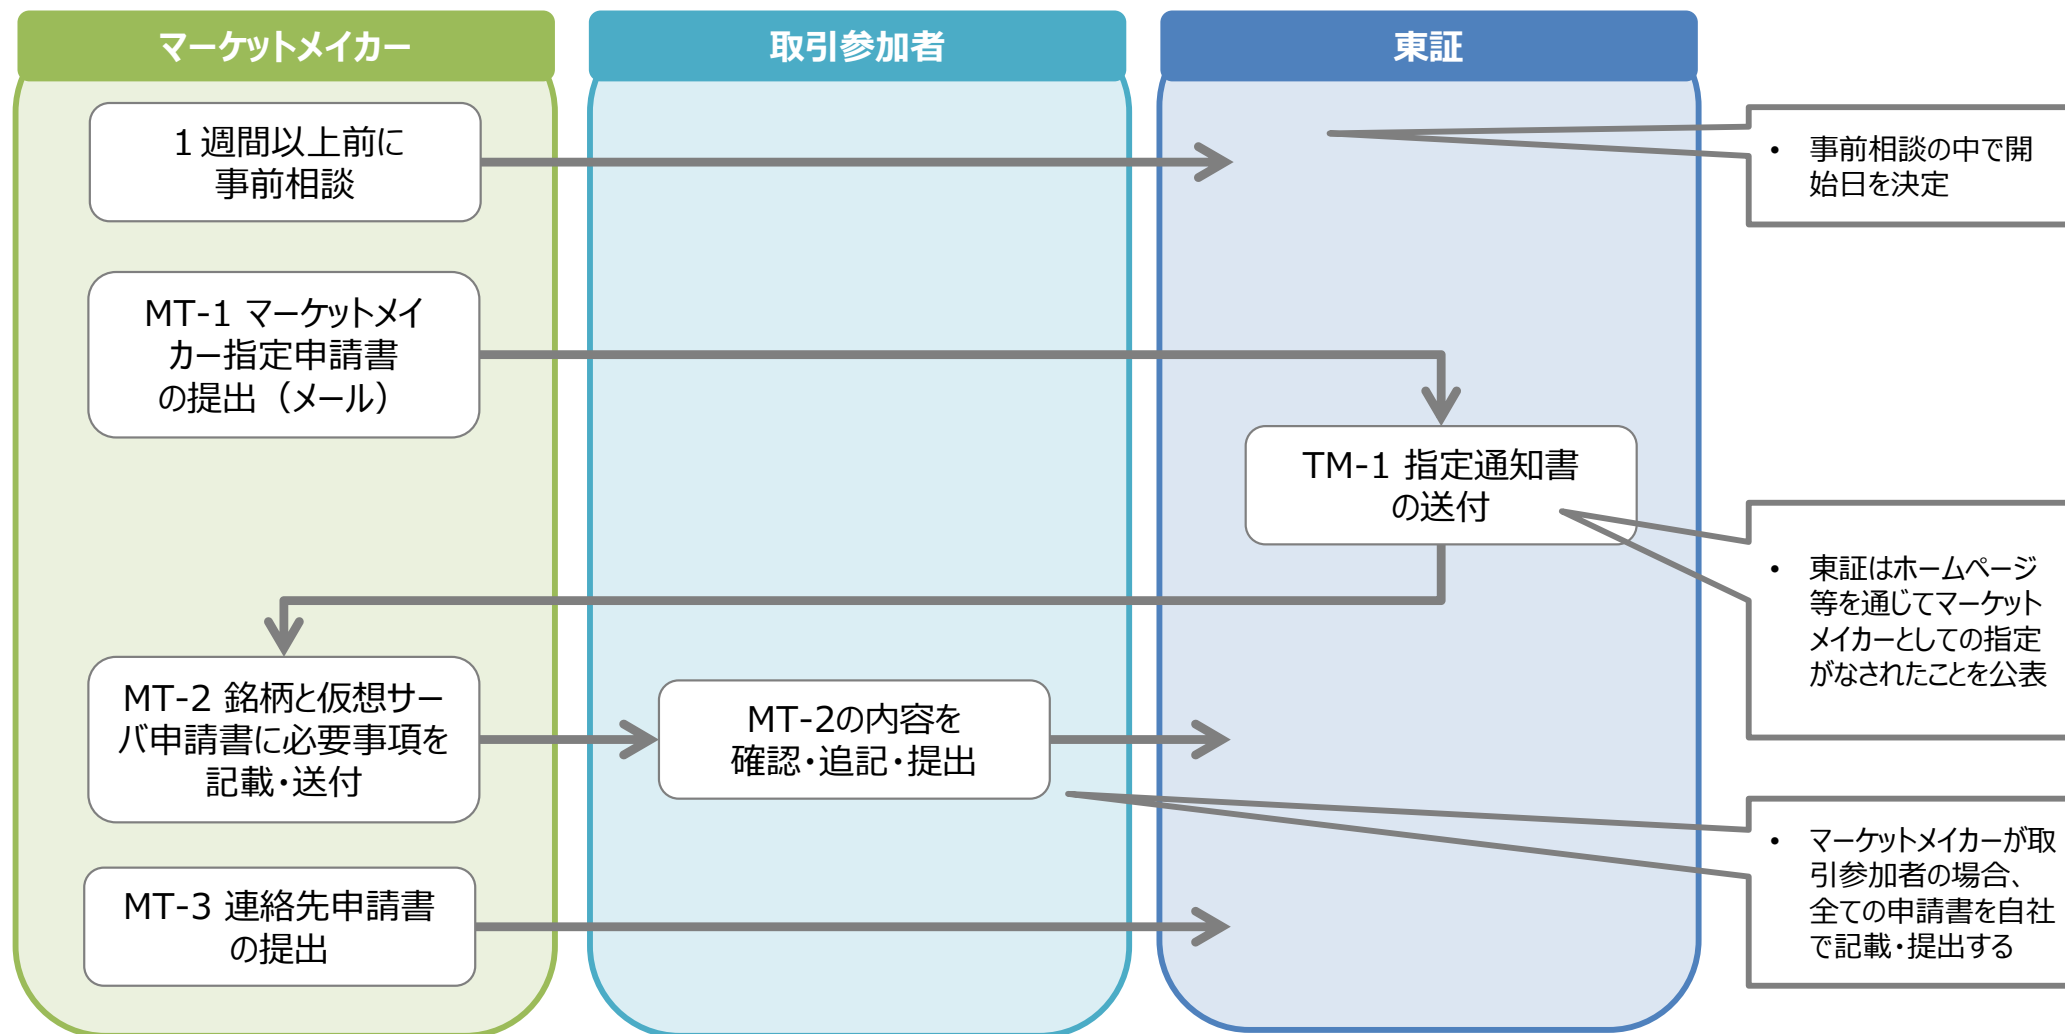 マーケットメイカー
取引参加者
東証
１週間以上前に
事前相談
• 事前相談の中で開
始日を決定
MT-1 マーケットメイ
カー指定申請書
の提出（メール）
TM-1 指定通知書
の送付
• 東証はホームページ
等を通じてマーケット
メイカーとしての指定
がなされたことを公表
MT-2 銘柄と仮想サー
バ申請書に必要事項を
記載・送付
MT-2の内容を
確認・追記・提出
• マーケットメイカーが取
引参加者の場合、
全ての申請書を自社
で記載・提出する
MT-3 連絡先申請書
の提出